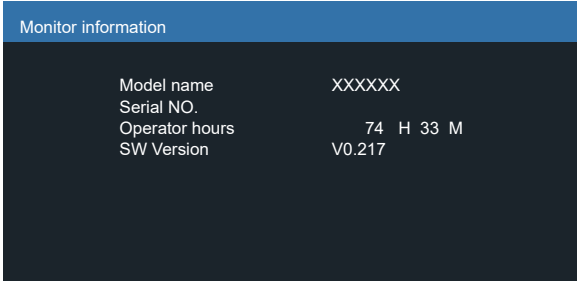 Monitor information
Model name XXXXXX
Serial NO.
Operator hours 74 H 33 M
SW Version V0.217